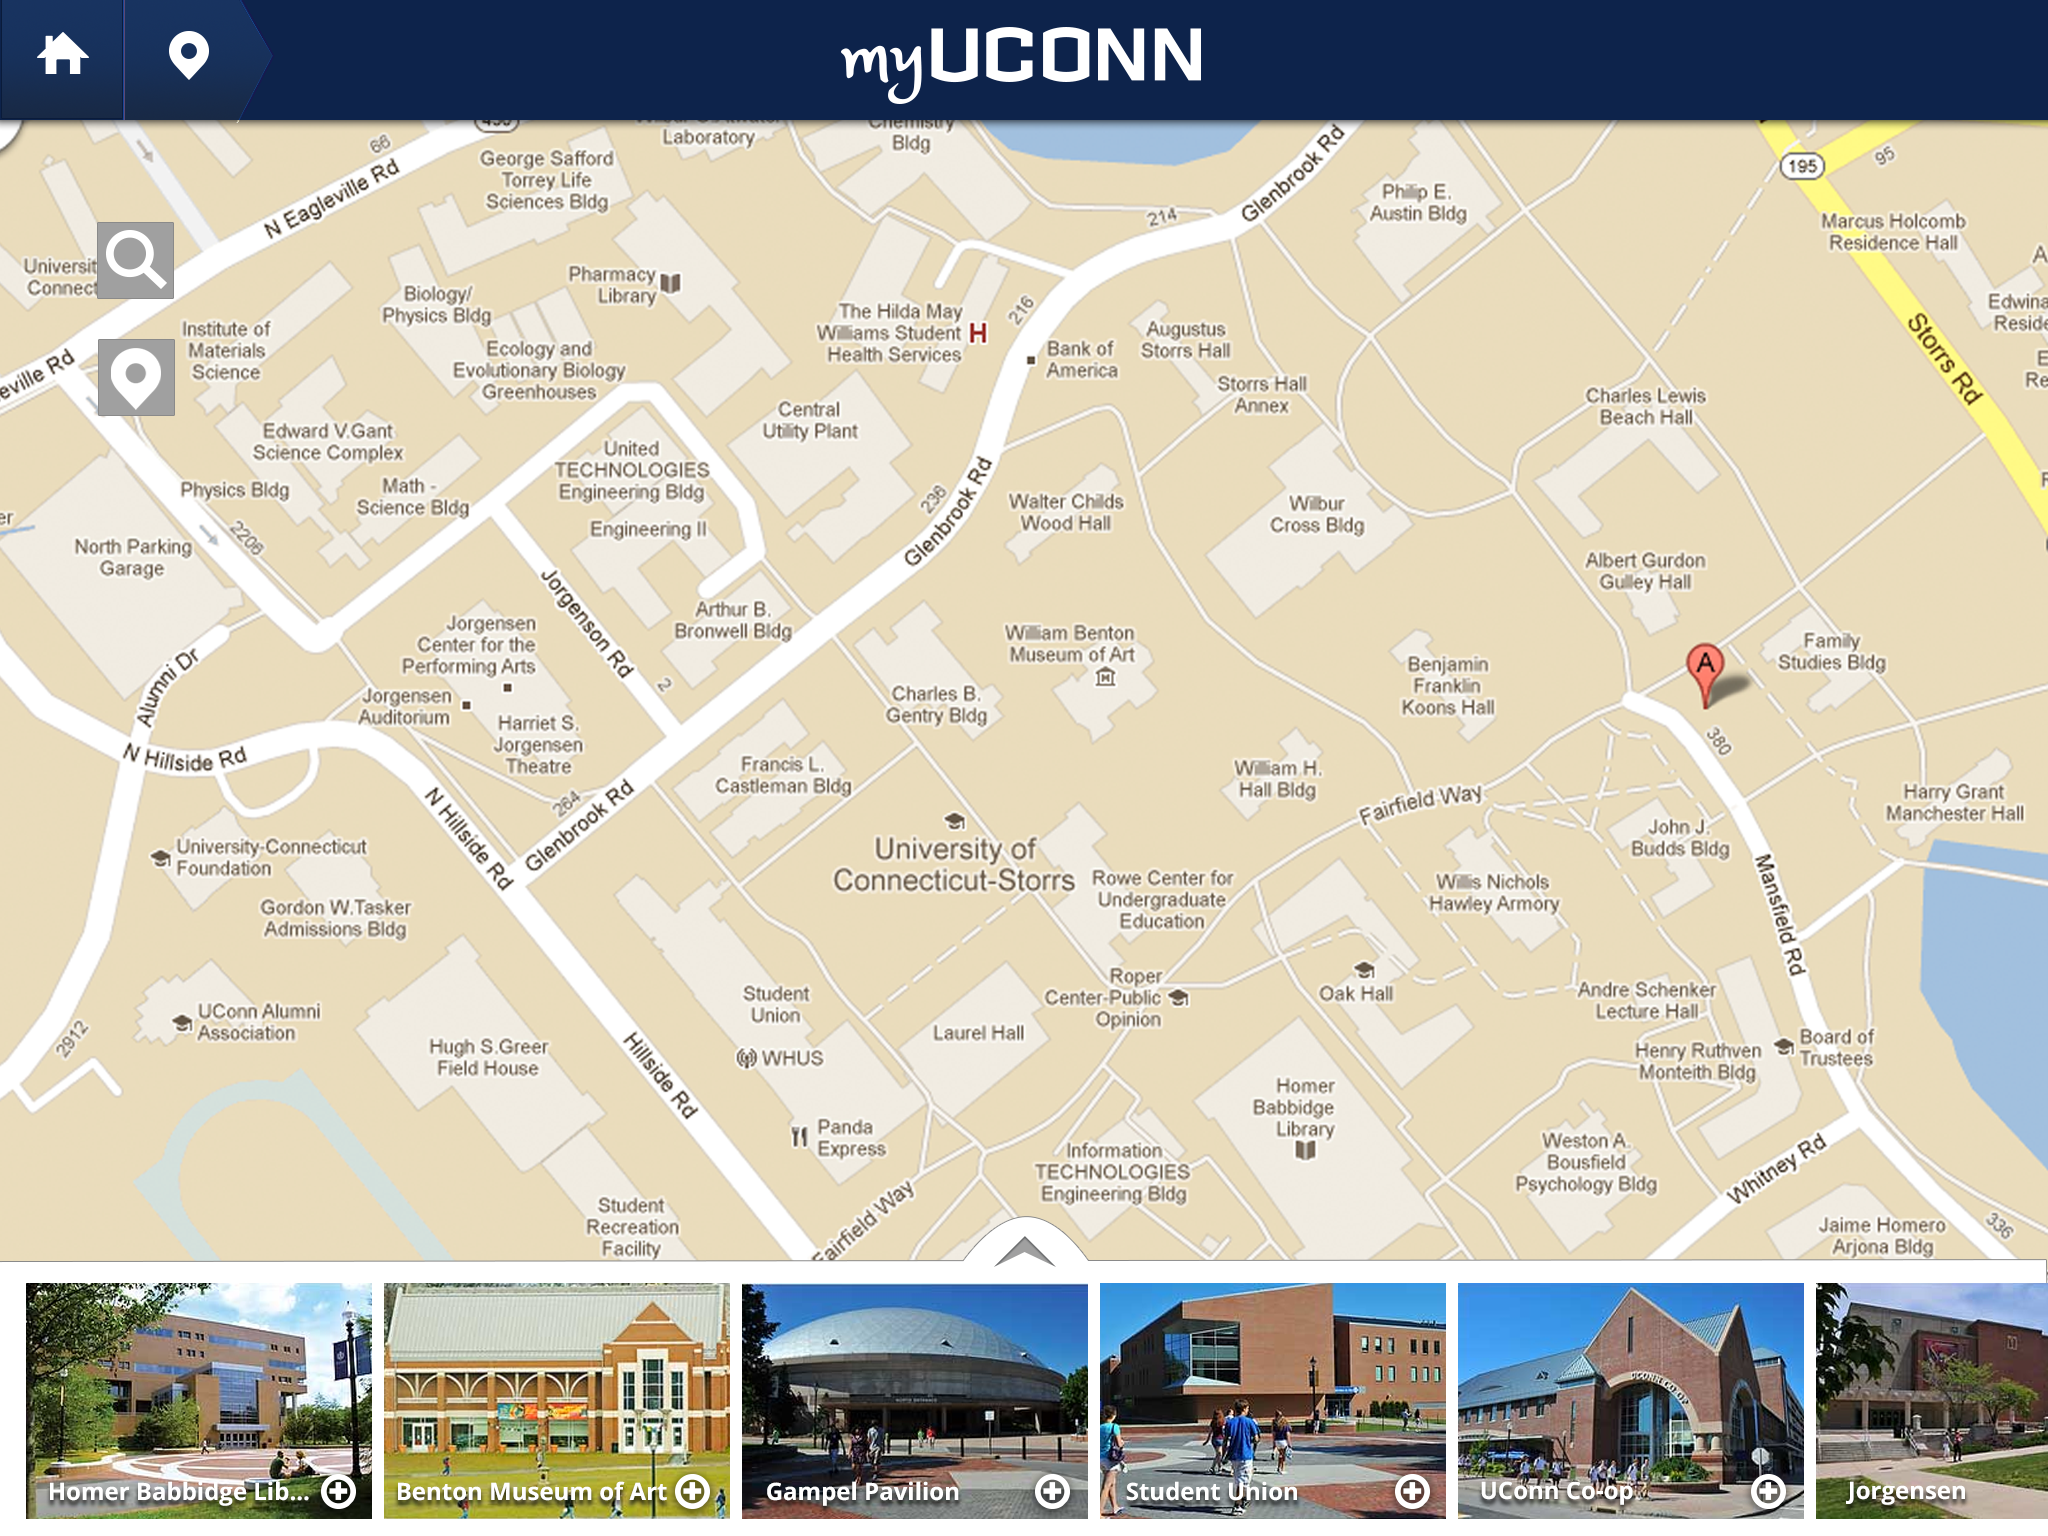 myUCONN
Laboratory
Chemistry
Bldg
66
N Eagleville Rd
George Safford
Torrey Life
Sciences Bldg
214
Glenbrook Rd
Philip E.
Austin Bldg
195
95
Marcus Holcomb
Residence Hall
Pharmacy
Library
Biology/
Physics Bldg
Institute of
Materials
Science
The Hilda May
Williams Student
Health Services
H
216
Bank of
America
Augustus
Storrs Hall
Storrs Hall
Annex
Storrs Rd
Ecology and
Evolutionary Biology
Greenhouses
Charles Lewis
Beach Hall
Central
Utility Plant
Edward V.Gant
Science Complex
Physics Bldg
Math -
Science Bldg
United
TECHNOLOGIES
Engineering Bldg
Engineering II
236
Glenbrook Rd
Walter Childs
Wood Hall
Wilbur
Cross Bldg
North Parking
Garage
2206
Albert Gurdon
Gulley Hall
Jorgenson Rd
Arthur B.
Bronwell Bldg
Jorgensen
Center for the
Performing Arts
William Benton
Museum of Art
Family
Studies Bldg
A
Benjamin
Franklin
Koons Hall
Alumni Dr
Jorgensen
Auditorium
2
Charles B.
Gentry Bldg
Harriet S.
Jorgensen
Theatre
380
N Hillside Rd
Francis L.
Castleman Bldg
William H.
Hall Bldg
Fairfield Way
Harry Grant
Manchester Hall
N Hillside Rd
264
Glenbrook Rd
John J.
Budds Bldg
University-Connecticut
Foundation
University of
Connecticut-Storrs
Rowe Center for
Undergraduate
Education
Willis Nichols
Hawley Armory
Mansfield Rd
Gordon W.Tasker
Admissions Bldg
Roper
Center-Public
Opinion
Oak Hall
Andre Schenker
Lecture Hall
UConn Alumni
Association
Student
Union
Laurel Hall
2912
Hugh S.Greer
Field House
WHUS
Henry Ruthven
Monteith Bldg
Board of
Trustees
Hillside Rd
Homer
Babbidge
Library
Panda
Express
Information
TECHNOLOGIES
Engineering Bldg
Weston A.
Bousfield
Psychology Bldg
Whitney Rd
Fairfield Way
Student
Recreation
Facility
Jaime Homero
Arjona Bldg
336
UCONN CO-OP
Homer Babbidge Lib...
Benton Museum of Art
Gampel Pavilion
Student Union
UConn Co-op
Jorgensen